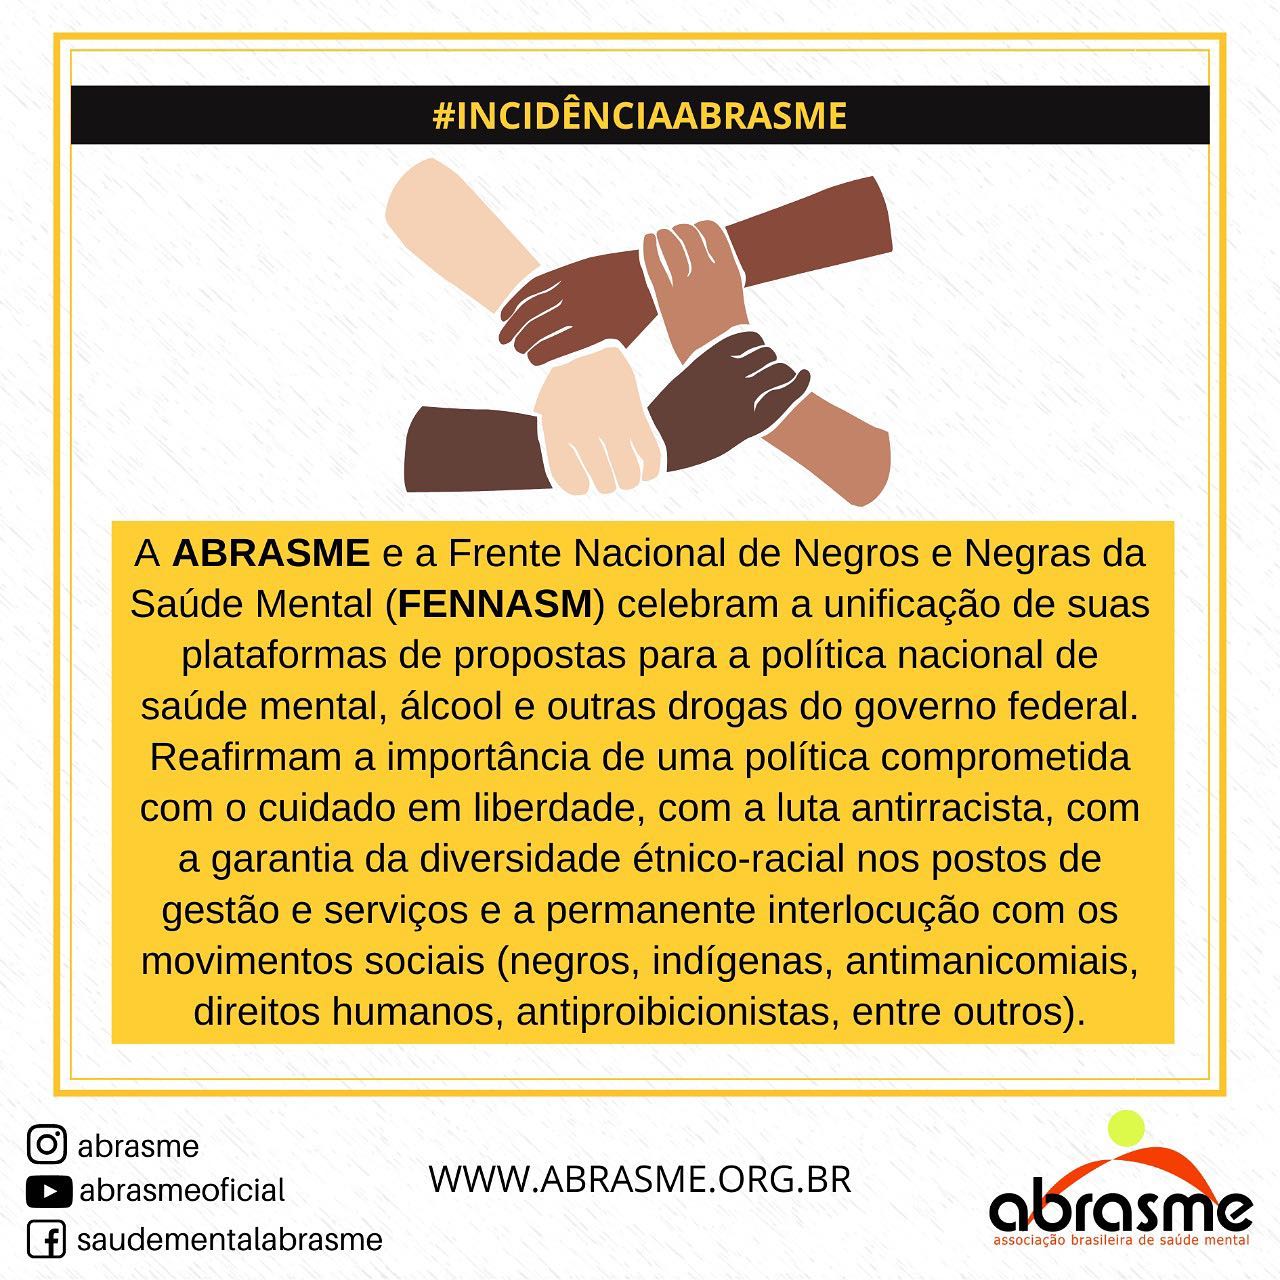 #INCIDÊNCIAABRASME
A ABRASME e a Frente Nacional de Negros e Negras da
Saúde Mental (FENNASM) celebram a unificação de suas
plataformas de propostas para a política nacional de
saúde mental, álcool e outras drogas do governo federal.
Reafirmam a importância de uma política comprometida
com o cuidado em liberdade, com a luta antirracista, com
a garantia da diversidade étnico-racial nos postos de
gestão e serviços e a permanente interlocução com os
movimentos sociais (negros, indígenas, antimanicomiais,
direitos humanos, antiproibicionistas, entre outros).
abrasme
abrasmeoficial
saudementalabrasme
WWW.ABRASME.ORG.BR
abrasme
associação brasileira de saúde mental